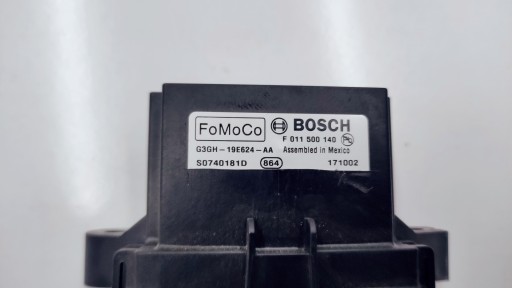 FoMoCo BOSCH
F 011 500 140
G3GH-19E624-AA Assembled in Mexico
S0740181D 864 171002